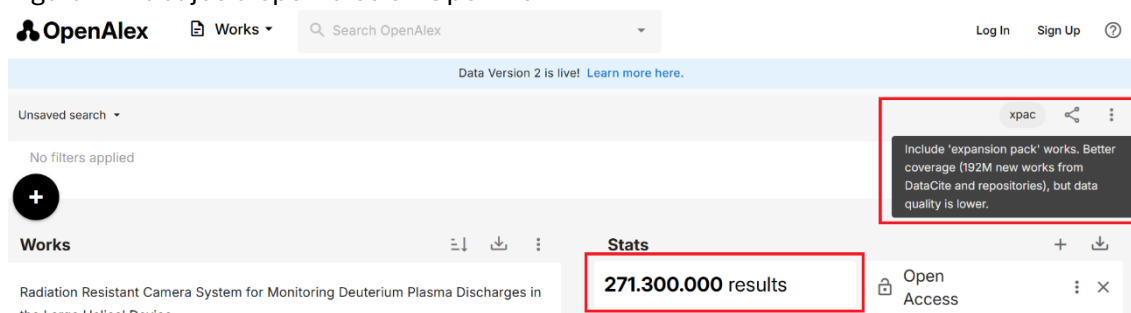 OpenAlex
Works
Search OpenAlex
Log In
Sign Up
Data Version 2 is live! Learn more here.
Unsaved search
xpac
No filters applied
Include 'expansion pack' works. Better
coverage (192M new works from
DataCite and repositories), but data
quality is lower.
Works
Stats
271.300.000 results
Open
Access
Radiation Resistant Camera System for Monitoring Deuterium Plasma Discharges in